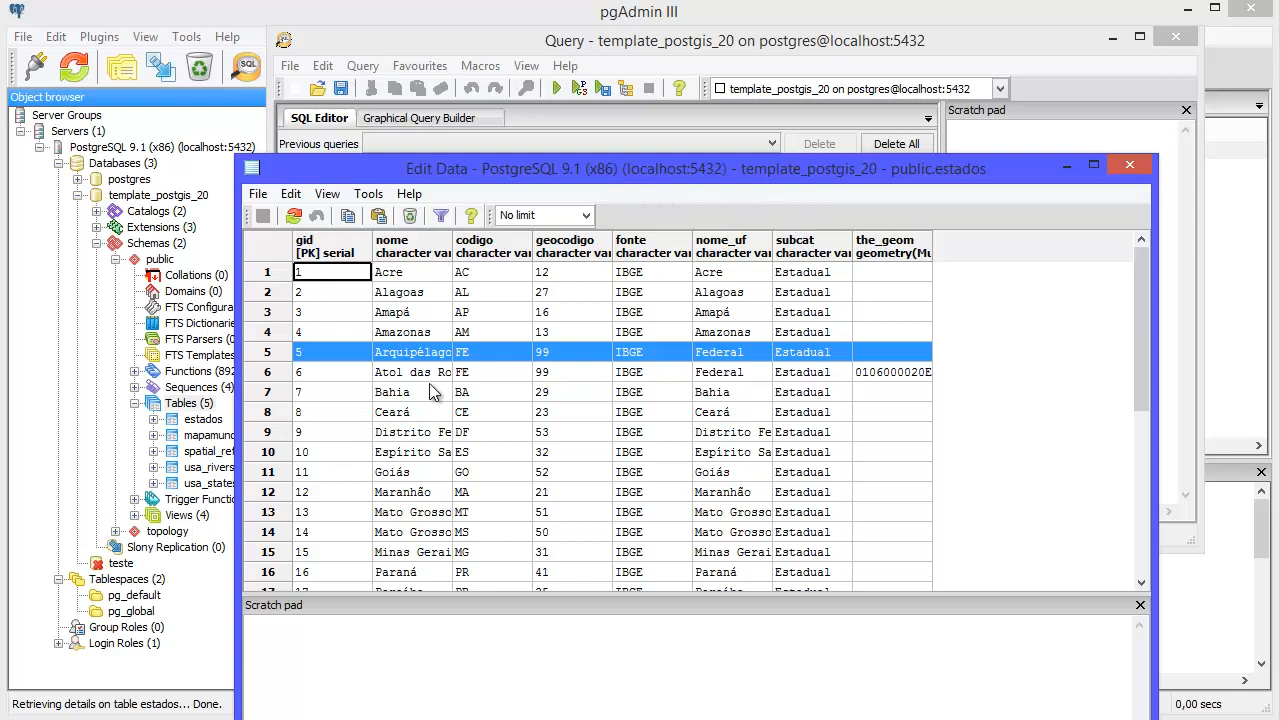 pgAdmin III
File Edit Plugins View Tools Help
SQL
Query - template_postgis_20 on postgres@localhost:5432
File Edit Query Favourites Macros View Help
template_postgis_20 on postgres@localhost:5432
SQL Editor Graphical Query Editor
Previous queries Delete Delete All
Scratch pad
Object browser
Server Groups
Servers (1)
PostgreSQL 9.1 (x86) (localhost:5432)
Databases (3)
postgres
template_postgis_20
Catalogs (2)
Extensions (3)
Schemas (2)
public
Collations (0)
Domains (0)
FTS Configura
FTS Dictionarie
FTS Parsers (0
FTS Templates
Functions (892
Sequences (4)
Tables (5)
estados
mapamund
spatial_ref
usa_rivers
usa_states
Trigger Functio
Views (4)
topology
Slony Replication (0)
teste
Tablespaces (2)
pg_default
pg_global
Group Roles (0)
Login Roles (1)
Retrieving details on table estados... Done.
0,00 secs
Edit Data - PostgreSQL 9.1 (x86) (localhost:5432) - template_postgis_20 - public.estados
File Edit View Tools Help
No limit
gid nome codigo geocodigo fonte nome_uf subcat the_geom
[PK] serial character var character var character var character var character var character var geometry(Mu
1 1 Acre AC 12 IBGE Acre Estadual
2 2 Alagoas AL 27 IBGE Alagoas Estadual
3 3 Amapá AP 16 IBGE Amapá Estadual
4 4 Amazonas AM 13 IBGE Amazonas Estadual
5 5 Arquipélago FE 99 IBGE Federal Estadual
6 6 Atol das Ro FE 99 IBGE Federal Estadual 0106000020E
7 7 Bahia BA 29 IBGE Bahia Estadual
8 8 Ceará CE 23 IBGE Ceará Estadual
9 9 Distrito Fe DF 53 IBGE Distrito Fe Estadual
10 10 Espírito Sa ES 32 IBGE Espírito Sa Estadual
11 11 Goiás GO 52 IBGE Goiás Estadual
12 12 Maranhão MA 21 IBGE Maranhão Estadual
13 13 Mato Grosso MT 51 IBGE Mato Grosso Estadual
14 14 Mato Grosso MS 50 IBGE Mato Grosso Estadual
15 15 Minas Gerai MG 31 IBGE Minas Gerai Estadual
16 16 Paraná PR 41 IBGE Paraná Estadual
Scratch pad